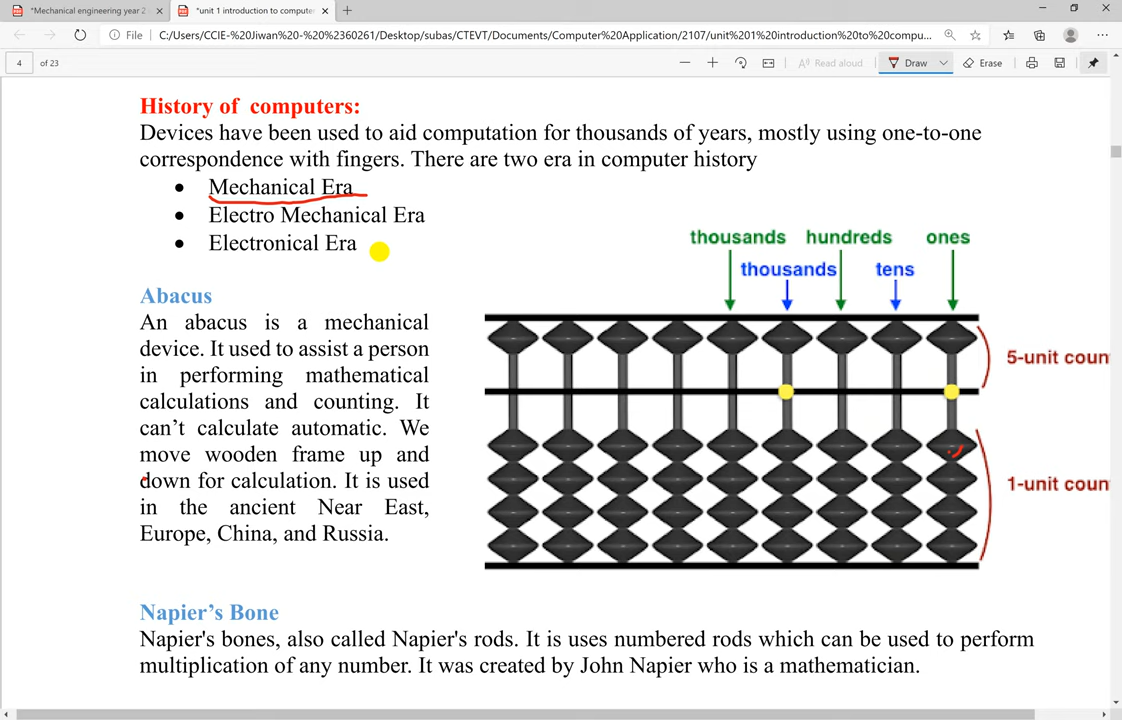 "Mechanical engineering year 2
"unit 1 introduction to compute
File
C:/Users/CCIE-%20Jiwan%20-%20%2360261/Desktop/subas/CTEVT/Documents/Computer%20Application/2107/unit%201%20introduction%20to%20compu...
4 of 23
Read aloud
Draw
Erase
History of computers:
Devices have been used to aid computation for thousands of years, mostly using one-to-one
correspondence with fingers. There are two era in computer history
• Mechanical Era
• Electro Mechanical Era
• Electronical Era
Abacus
An abacus is a mechanical
device. It used to assist a person
in performing mathematical
calculations and counting. It
can't calculate automatic. We
move wooden frame up and
down for calculation. It is used
in the ancient Near East,
Europe, China, and Russia.
thousands hundreds ones
thousands tens
5-unit coun
1-unit coun
Napier's Bone
Napier's bones, also called Napier's rods. It is uses numbered rods which can be used to perform
multiplication of any number. It was created by John Napier who is a mathematician.